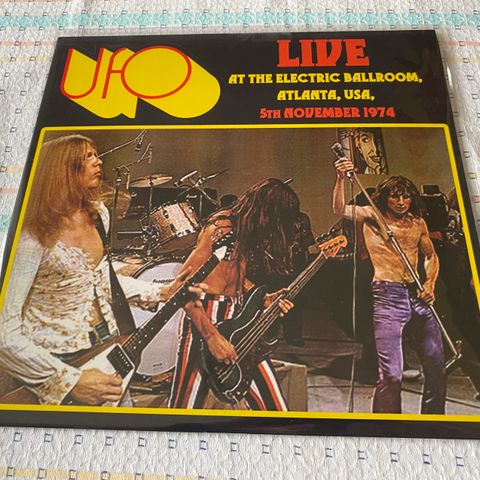 UFO
LIVE
AT THE ELECTRIC BALLROOM,
ATLANTA, USA,
5TH NOVEMBER 1974